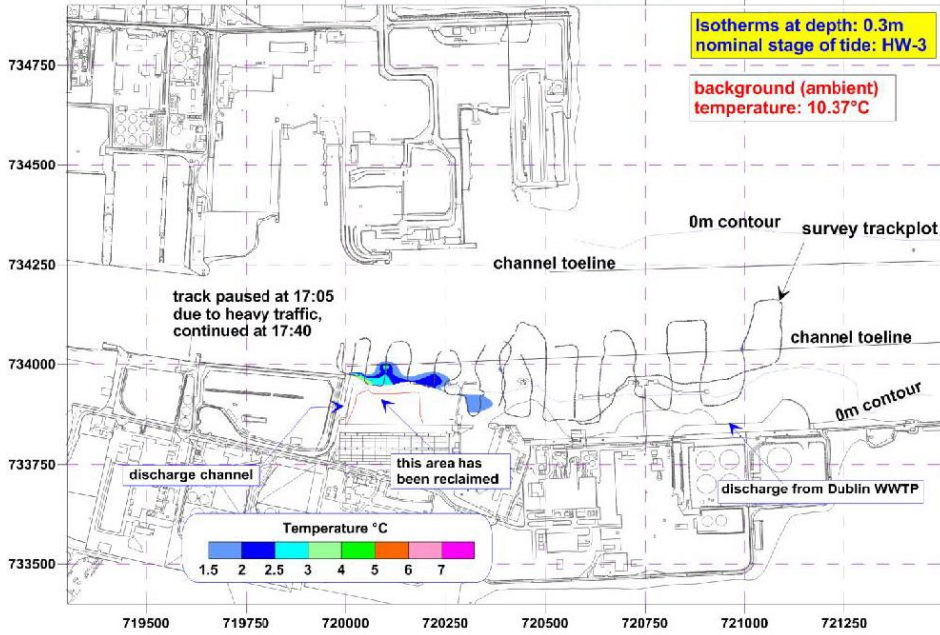 Isotherms at depth: 0.3m
nominal stage of tide: HW-3
background (ambient)
temperature: 10.37°C
734750
734500
734250
734000
733750
733500
0m contour
survey trackplot
channel toeline
track paused at 17:05
due to heavy traffic,
continued at 17:40
channel toeline
0m contour
discharge channel
this area has
been reclaimed
discharge from Dublin WWTP
Temperature °C
1.5 2 2.5 3 4 5 6 7
719500 719750 720000 720250 720500 720750 721000 721250